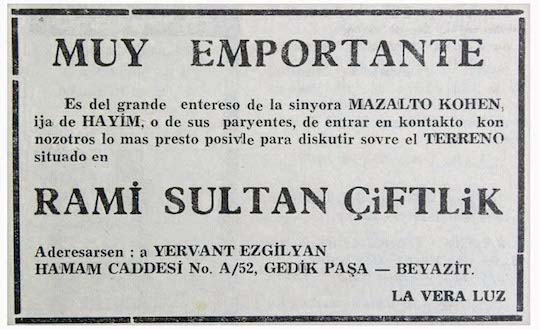 MUY EMPORTANTE
Es del grande entereso de la sinyora MAZALTO KOHEN,
ija de HAYİM, o de sus paryentes, de entrar en kontakto kon
nozotros lo mas presto posivle para diskutir sovre el TERRENO
situado en
RAMİ SULTAN ÇiFTLiK
Aderesarsen : a YERVANT EZGİLYAN
HAMAM CADDESİ No. A/52, GEDİK PAŞA — BEYAZİT.
LA VERA LUZ